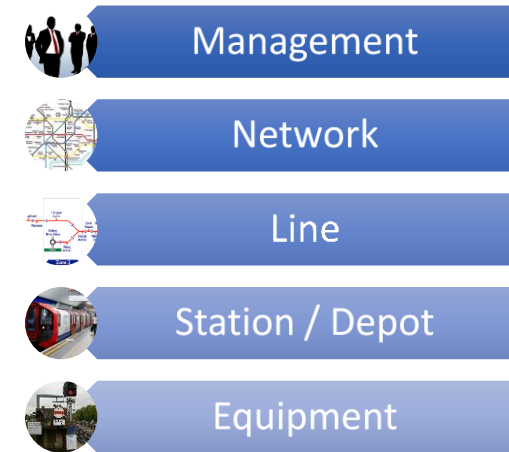 Management
Network
Line
Station / Depot
Equipment